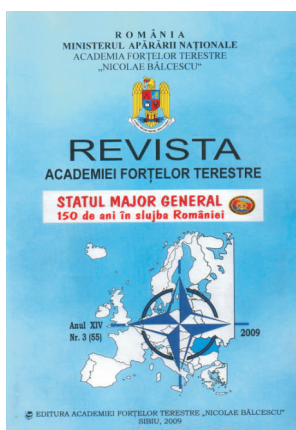 R O M Â N I A
MINISTERUL APĂRĂRII NAȚIONALE
ACADEMIA FORȚELOR TERESTRE
„NICOLAE BĂLCESCU“
REVISTA
ACADEMIEI FORȚELOR TERESTRE
STATUL MAJOR GENERAL
150 de ani în slujba României
Anul XIV
Nr. 3 (55)
2009
EDITURA ACADEMIEI FORȚELOR TERESTRE „NICOLAE BĂLCESCU“
SIBIU, 2009